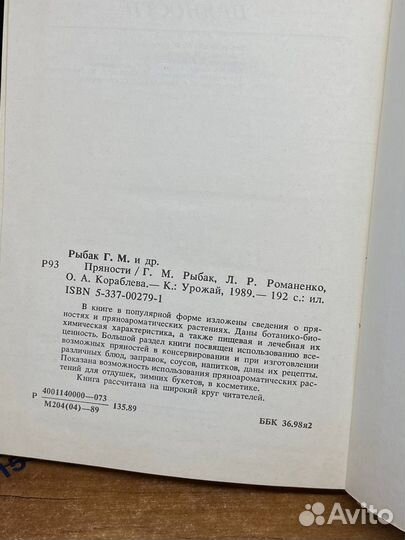 Рыбак Г. М. и др.
Р93 Пряности / Г. М. Рыбак, Л. Р. Романенко,
О. А. Кораблева.— К.: Урожай, 1989.— 192 с.: ил.
ISBN 5-337-00279-1
В книге в популярной форме изложены сведения о пря-
ностях и пряноароматических растениях. Даны ботанико-био-
химическая характеристика, а также пищевая и лечебная их
ценность. Большой раздел книги посвящен использованию все-
возможных пряностей в консервировании и при изготовлении
различных блюд, заправок, соусов, напитков, даны их рецепты.
Показана возможность использования пряноароматических рас-
тений для отдушек, зимних букетов, в косметике.
Книга рассчитана на широкий круг читателей.
Р 4001140000—073
М204(04)—89 135.89
ББК 36.98я2
Avito